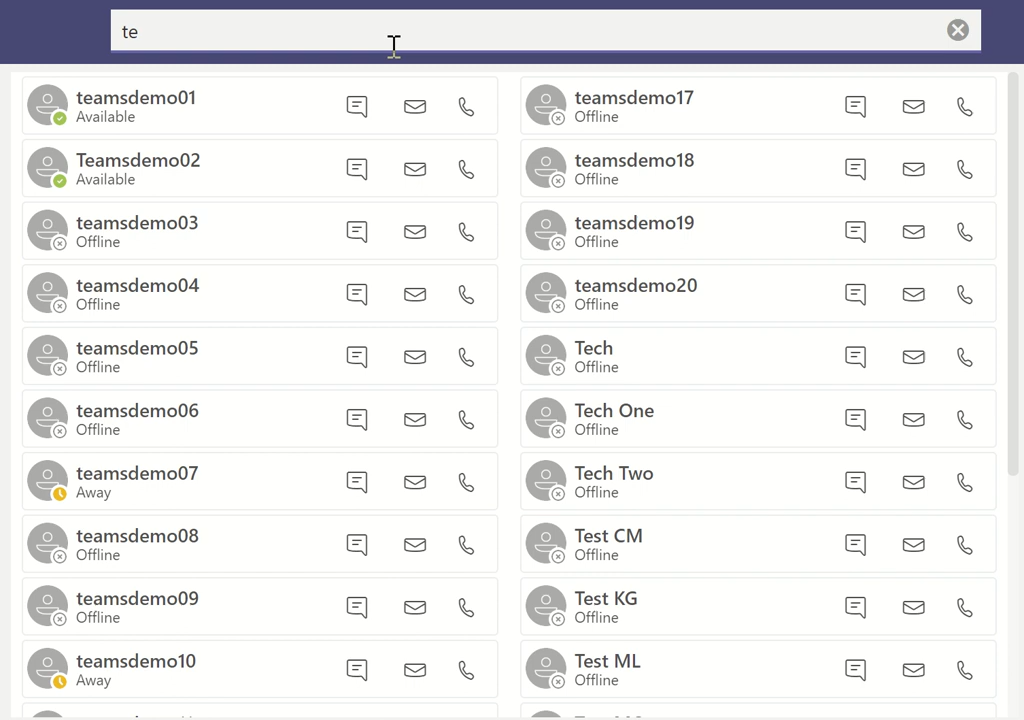 te
teamsdemo01
Available
Teamsdemo02
Available
teamsdemo03
Offline
teamsdemo04
Offline
teamsdemo05
Offline
teamsdemo06
Offline
teamsdemo07
Away
teamsdemo08
Offline
teamsdemo09
Offline
teamsdemo10
Away
teamsdemo17
Offline
teamsdemo18
Offline
teamsdemo19
Offline
teamsdemo20
Offline
Tech
Offline
Tech One
Offline
Tech Two
Offline
Test CM
Offline
Test KG
Offline
Test ML
Offline